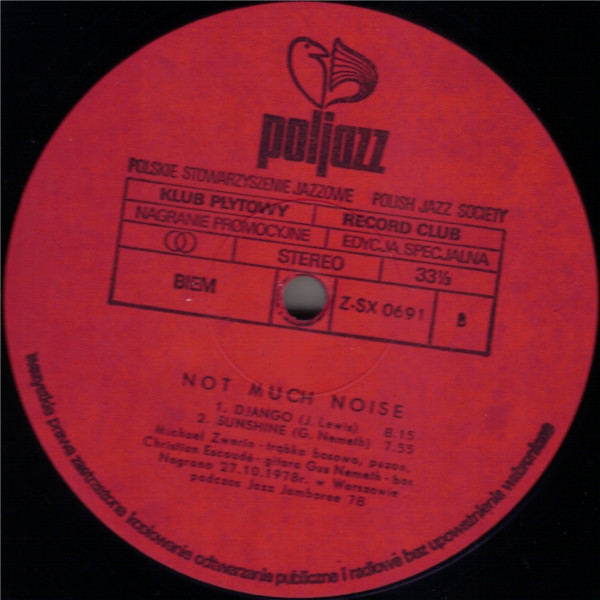 poljazz
POLSKIE STOWARZYSZENIE JAZZOWE POLISH JAZZ SOCIETY
KLUB PŁYTOWY RECORD CLUB
NAGRANIE PROMOCYJNE EDYCJA SPECJALNA
STEREO 33⅓
BIEM Z-SX 0691 B
NOT MUCH NOISE
1. DJANGO (J. Lewis) 8.15
2. SUNSHINE (G. Nemeth) 7.55
Michael Zwerin - trąbka basowa, puzon,
Christian Escoudé - gitara Gus Nemeth - bas.
Nagrano 27.10.1978r. w Warszawie
podczas Jazz Jamboree 78
wszystkie prawa zastrzeżone kopiowanie odtwarzanie publiczne i radiowe bez upoważnienia wzbronione